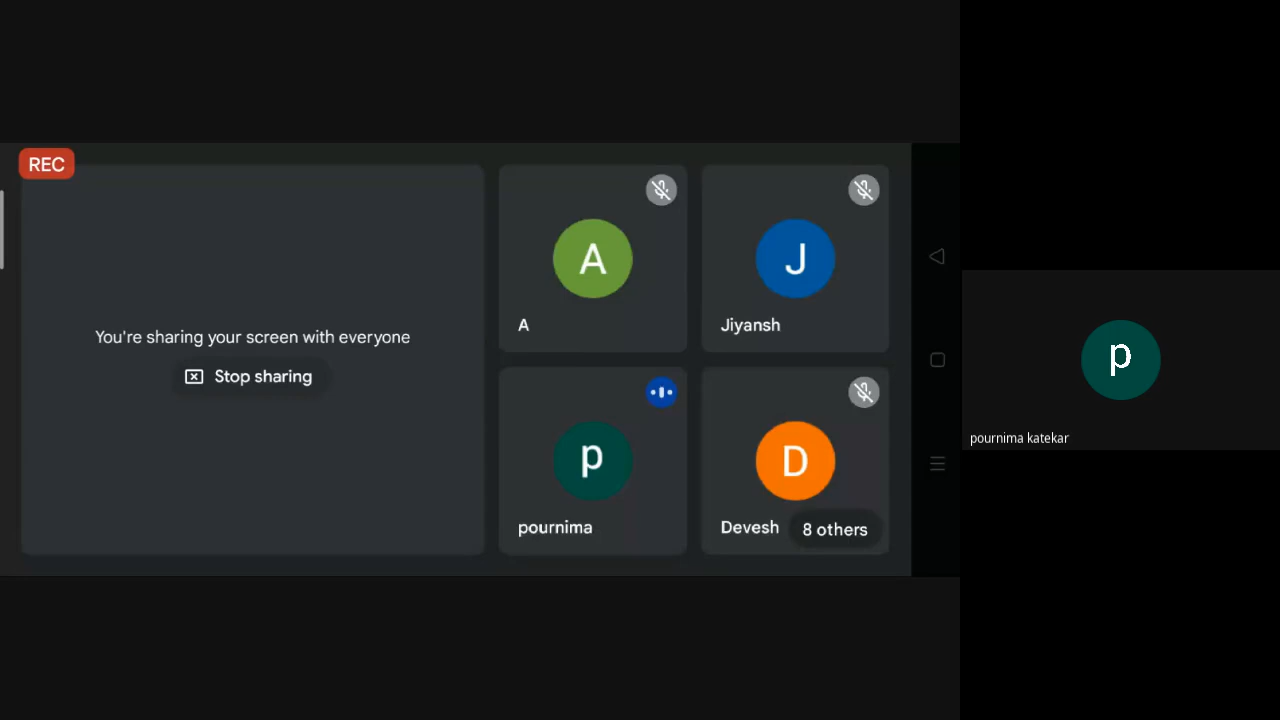 REC
You're sharing your screen with everyone
Stop sharing
A
A
J
Jiyansh
p
pournima
D
Devesh
8 others
p
pournima katekar